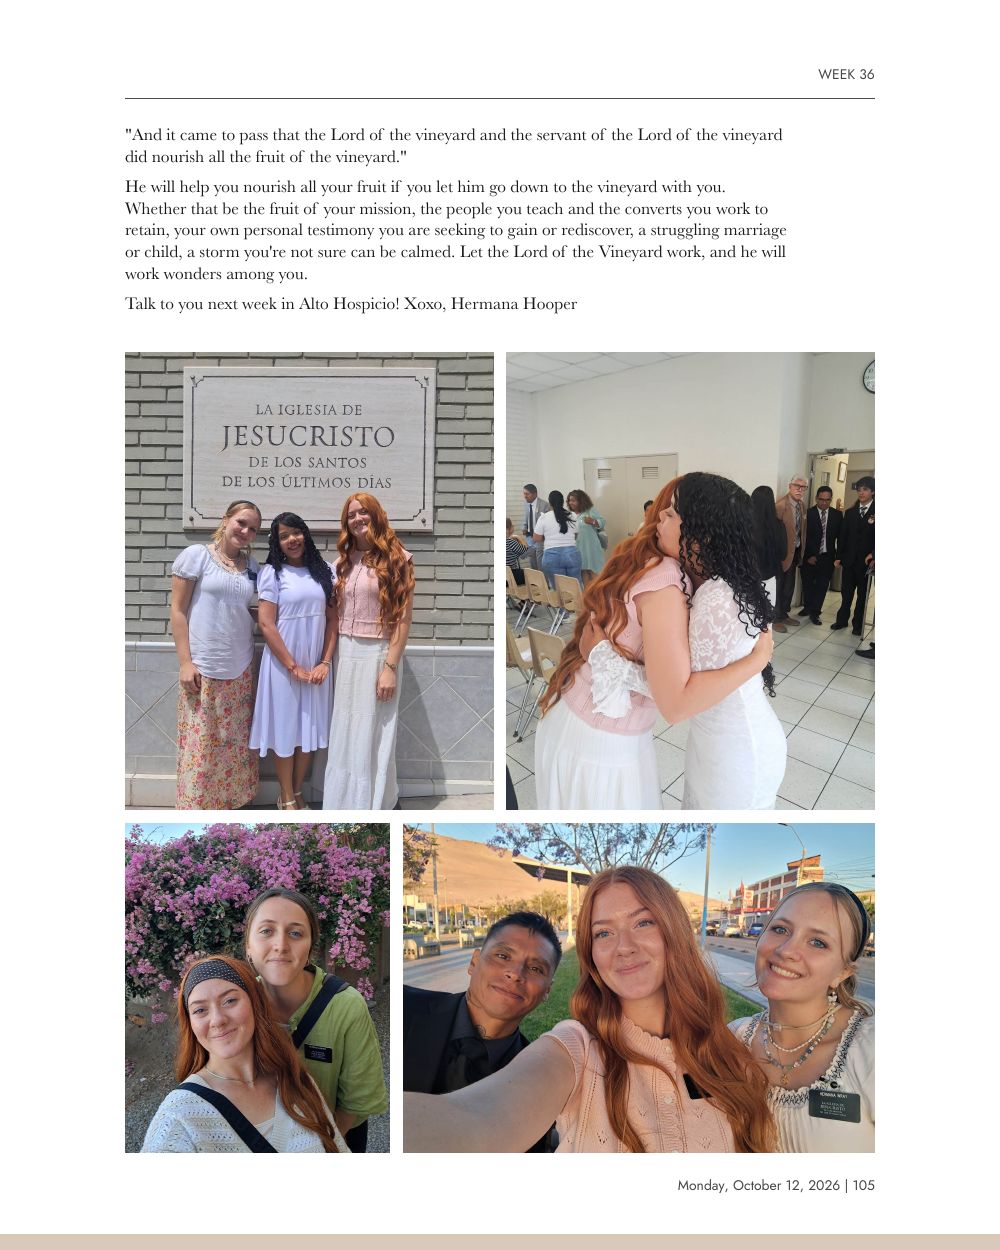 WEEK 36
"And it came to pass that the Lord of the vineyard and the servant of the Lord of the vineyard
did nourish all the fruit of the vineyard."
He will help you nourish all your fruit if you let him go down to the vineyard with you.
Whether that be the fruit of your mission, the people you teach and the converts you work to
retain, your own personal testimony you are seeking to gain or rediscover, a struggling marriage
or child, a storm you're not sure can be calmed. Let the Lord of the Vineyard work, and he will
work wonders among you.
Talk to you next week in Alto Hospicio! Xoxo, Hermana Hooper
LA IGLESIA DE
JESUCRISTO
DE LOS SANTOS
DE LOS ÚLTIMOS DÍAS
HERMANA WRAY
LA IGLESIA DE
JESUCRISTO
Monday, October 12, 2026 | 105